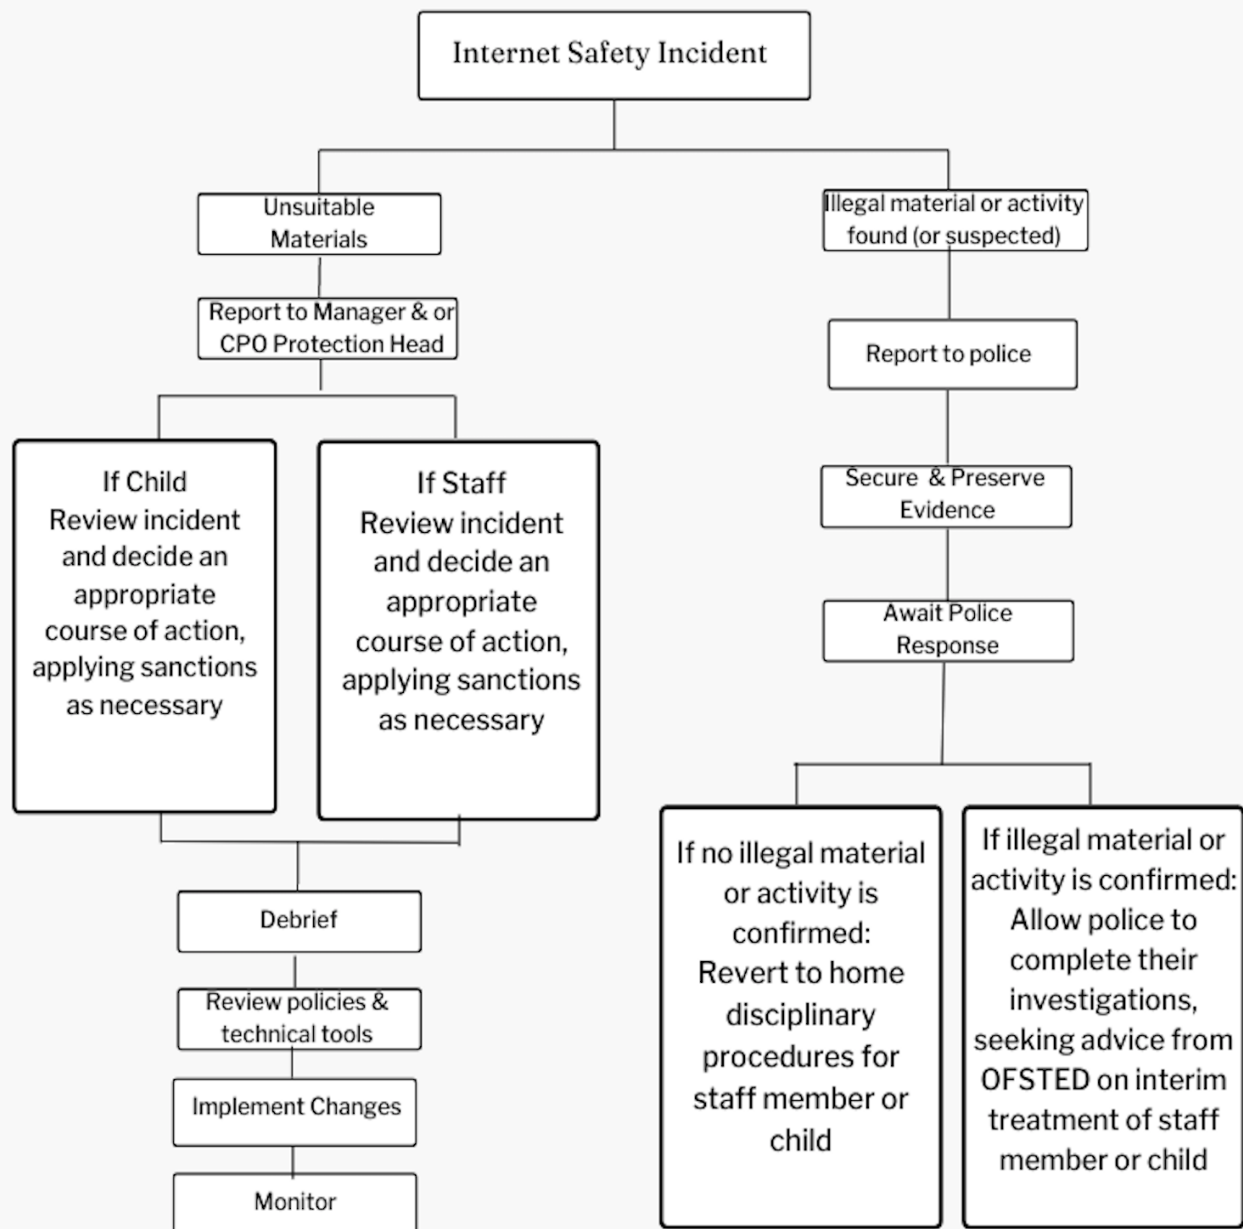 Internet Safety Incident
Unsuitable
Materials
Illegal material or activity
found (or suspected)
Report to Manager & or
CPO Protection Head
Report to police
If Child
Review incident
and decide an
appropriate
course of action,
applying sanctions
as necessary
If Staff
Review incident
and decide an
appropriate
course of action,
applying sanctions
as necessary
Secure & Preserve
Evidence
Await Police
Response
Debrief
Review policies &
technical tools
Implement Changes
Monitor
If no illegal material
or activity is
confirmed:
Revert to home
disciplinary
procedures for
staff member or
child
If illegal material or
activity is confirmed:
Allow police to
complete their
investigations,
seeking advice from
OFSTED on interim
treatment of staff
member or child